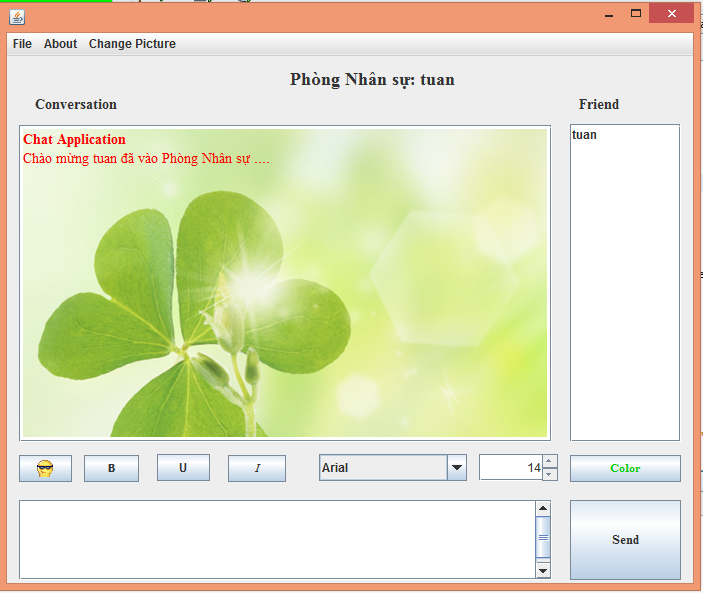 File About Change Picture
Phòng Nhân sự: tuan
Conversation
Friend
Chat Application
Chào mừng tuan đã vào Phòng Nhân sự ....
tuan
B U I Arial 14 Color
Send